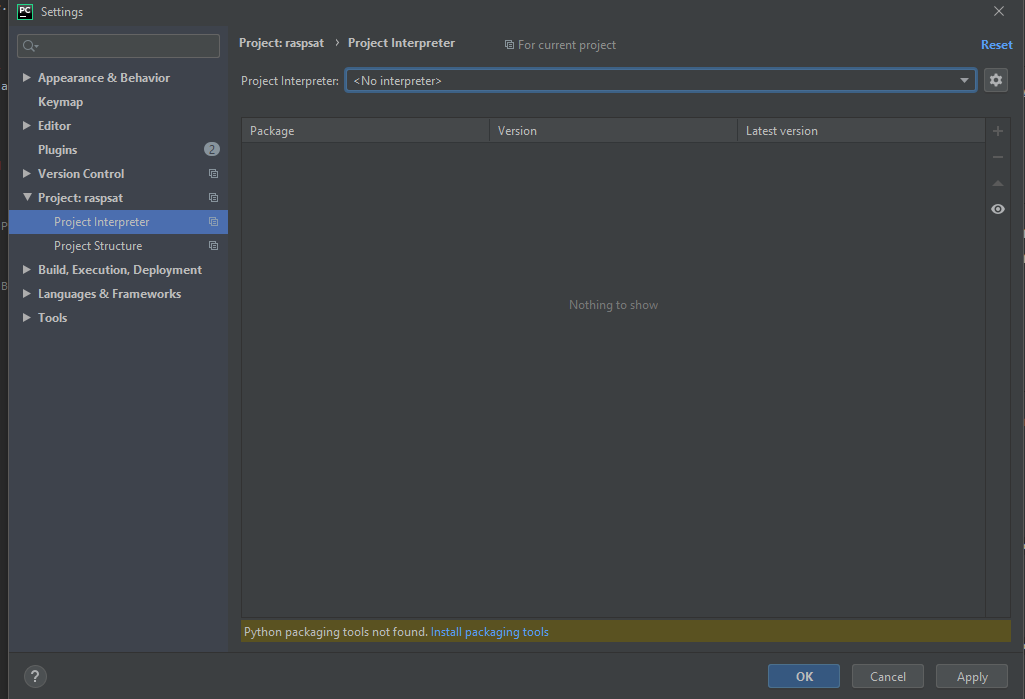 PC Settings
Project: raspsat › Project Interpreter For current project Reset
Project Interpreter: <No interpreter>
Appearance & Behavior
Keymap
Editor
Plugins 2
Version Control
Project: raspsat
Project Interpreter
Project Structure
Build, Execution, Deployment
Languages & Frameworks
Tools
Package Version Latest version
Nothing to show
Python packaging tools not found. Install packaging tools
? OK Cancel Apply